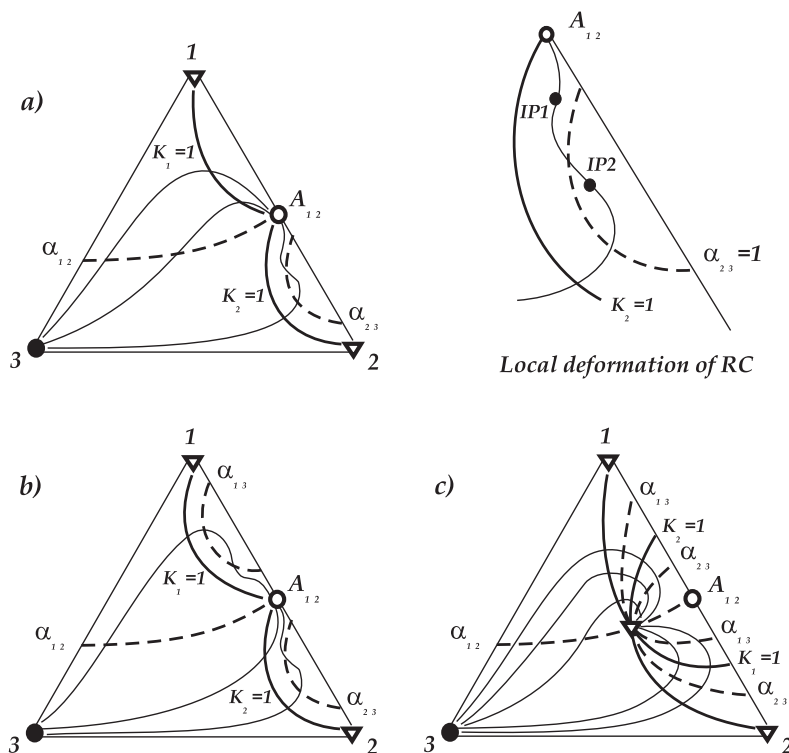 a)
1
K₁=1
A₁₂
α₁₂
K₂=1
α₂₃
3
2
A₁₂
IP1
IP2
α₂₃=1
K₂=1
Local deformation of RC
b)
1
α₁₃
K₁=1
A₁₂
α₁₂
K₂=1
α₂₃
3
2
c)
1
α₁₃
K₂=1
α₂₃
A₁₂
α₁₂
α₁₃
K₁=1
α₂₃
3
2